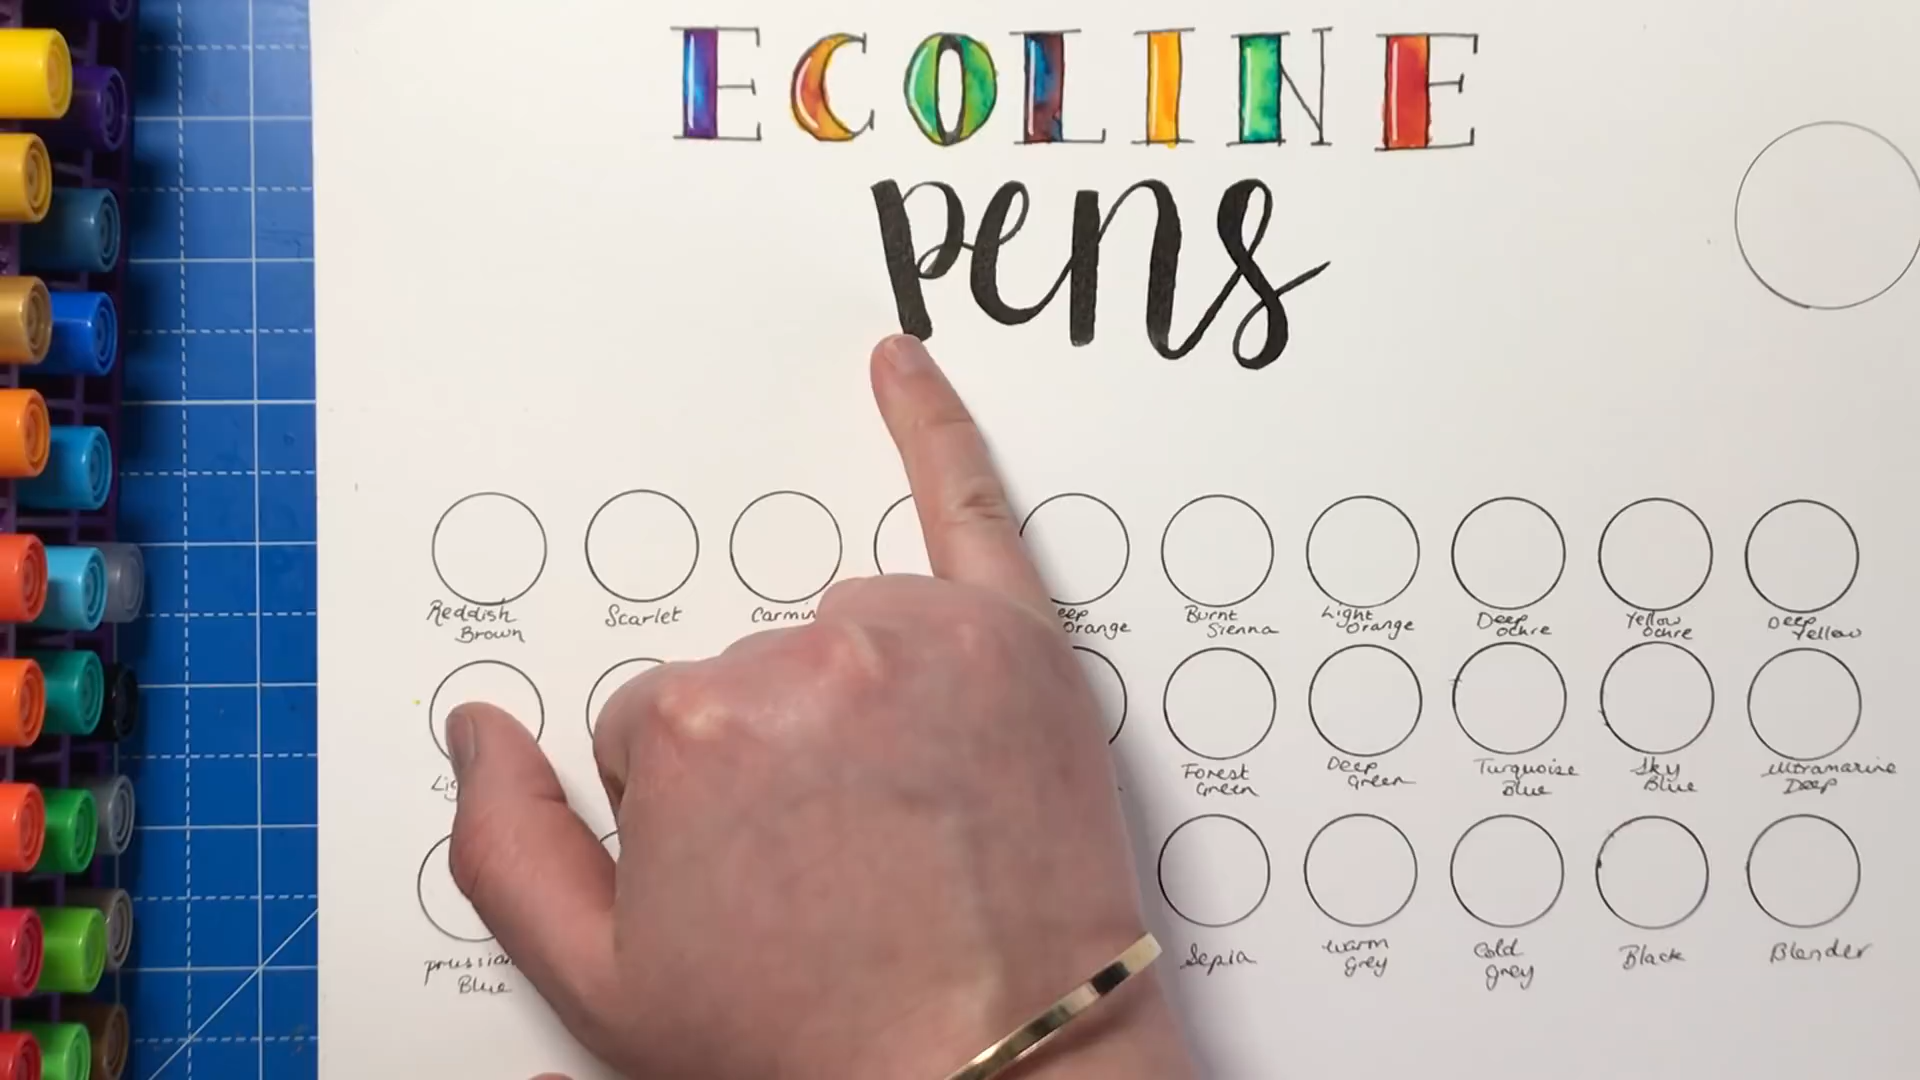 ECOLINE
pens
Reddish
Brown
Scarlet
Orange
Burnt
Sienna
Light
Orange
Deep
Ochre
Yellow
Ochre
Deep
Yellow
Forest
Green
Deep
Green
Turquoise
Blue
Sky
Blue
Ultramarine
Deep
prussian
Blue
Sepia
Warm
Grey
Cold
Grey
Black
Blender